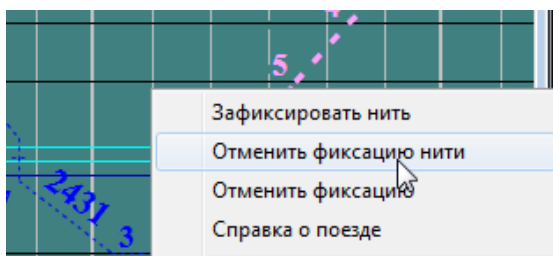 5
Зафиксировать нить
Отменить фиксацию нити
2431
Отменить фиксацию
3
Справка о поезде